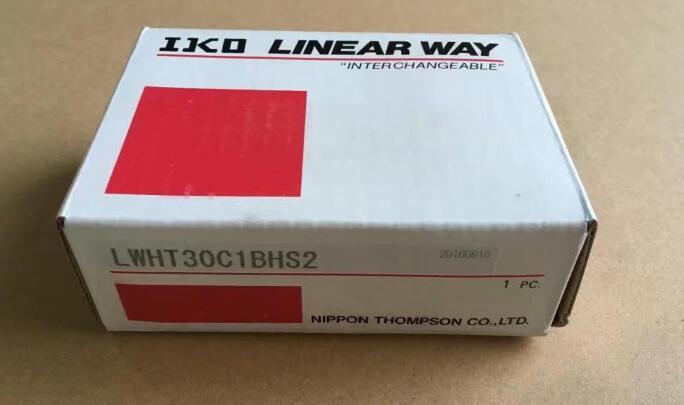 IKO LINEAR WAY
"INTERCHANGEABLE"
LWHT30C1BHS2
20160810
1 PC.
NIPPON THOMPSON CO.,LTD.